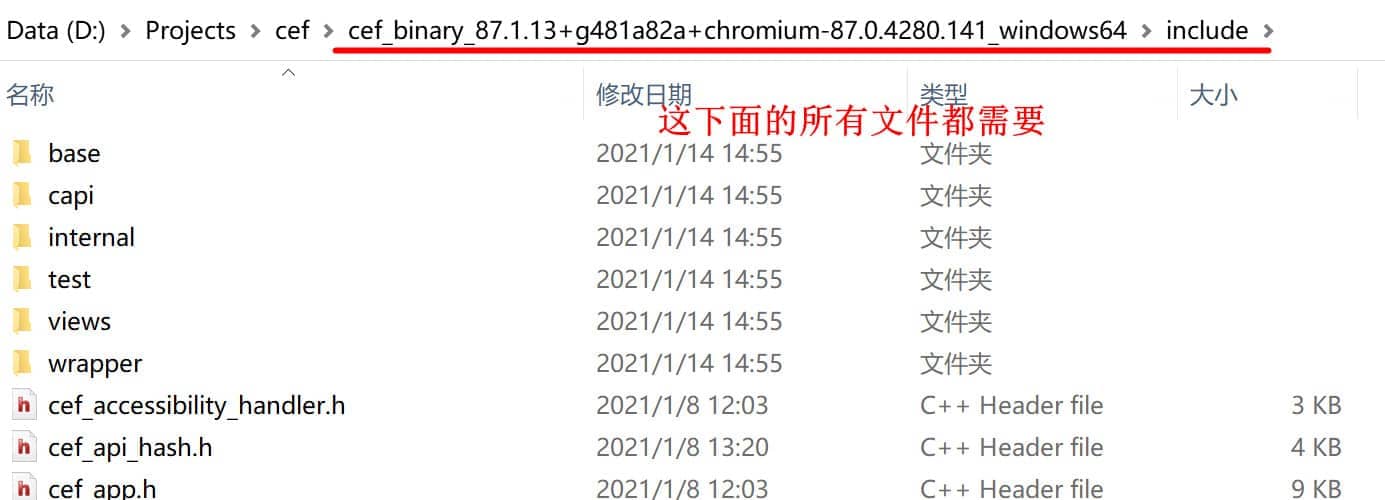 Data (D:) > Projects > cef > cef_binary_87.1.13+g481a82a+chromium-87.0.4280.141_windows64 > include >
名称 修改日期 类型 大小
这下面的所有文件都需要
base 2021/1/14 14:55 文件夹
capi 2021/1/14 14:55 文件夹
internal 2021/1/14 14:55 文件夹
test 2021/1/14 14:55 文件夹
views 2021/1/14 14:55 文件夹
wrapper 2021/1/14 14:55 文件夹
h cef_accessibility_handler.h 2021/1/8 12:03 C++ Header file 3 KB
h cef_api_hash.h 2021/1/8 13:20 C++ Header file 4 KB
h cef_app.h 2021/1/8 12:03 C++ Header file 9 KB